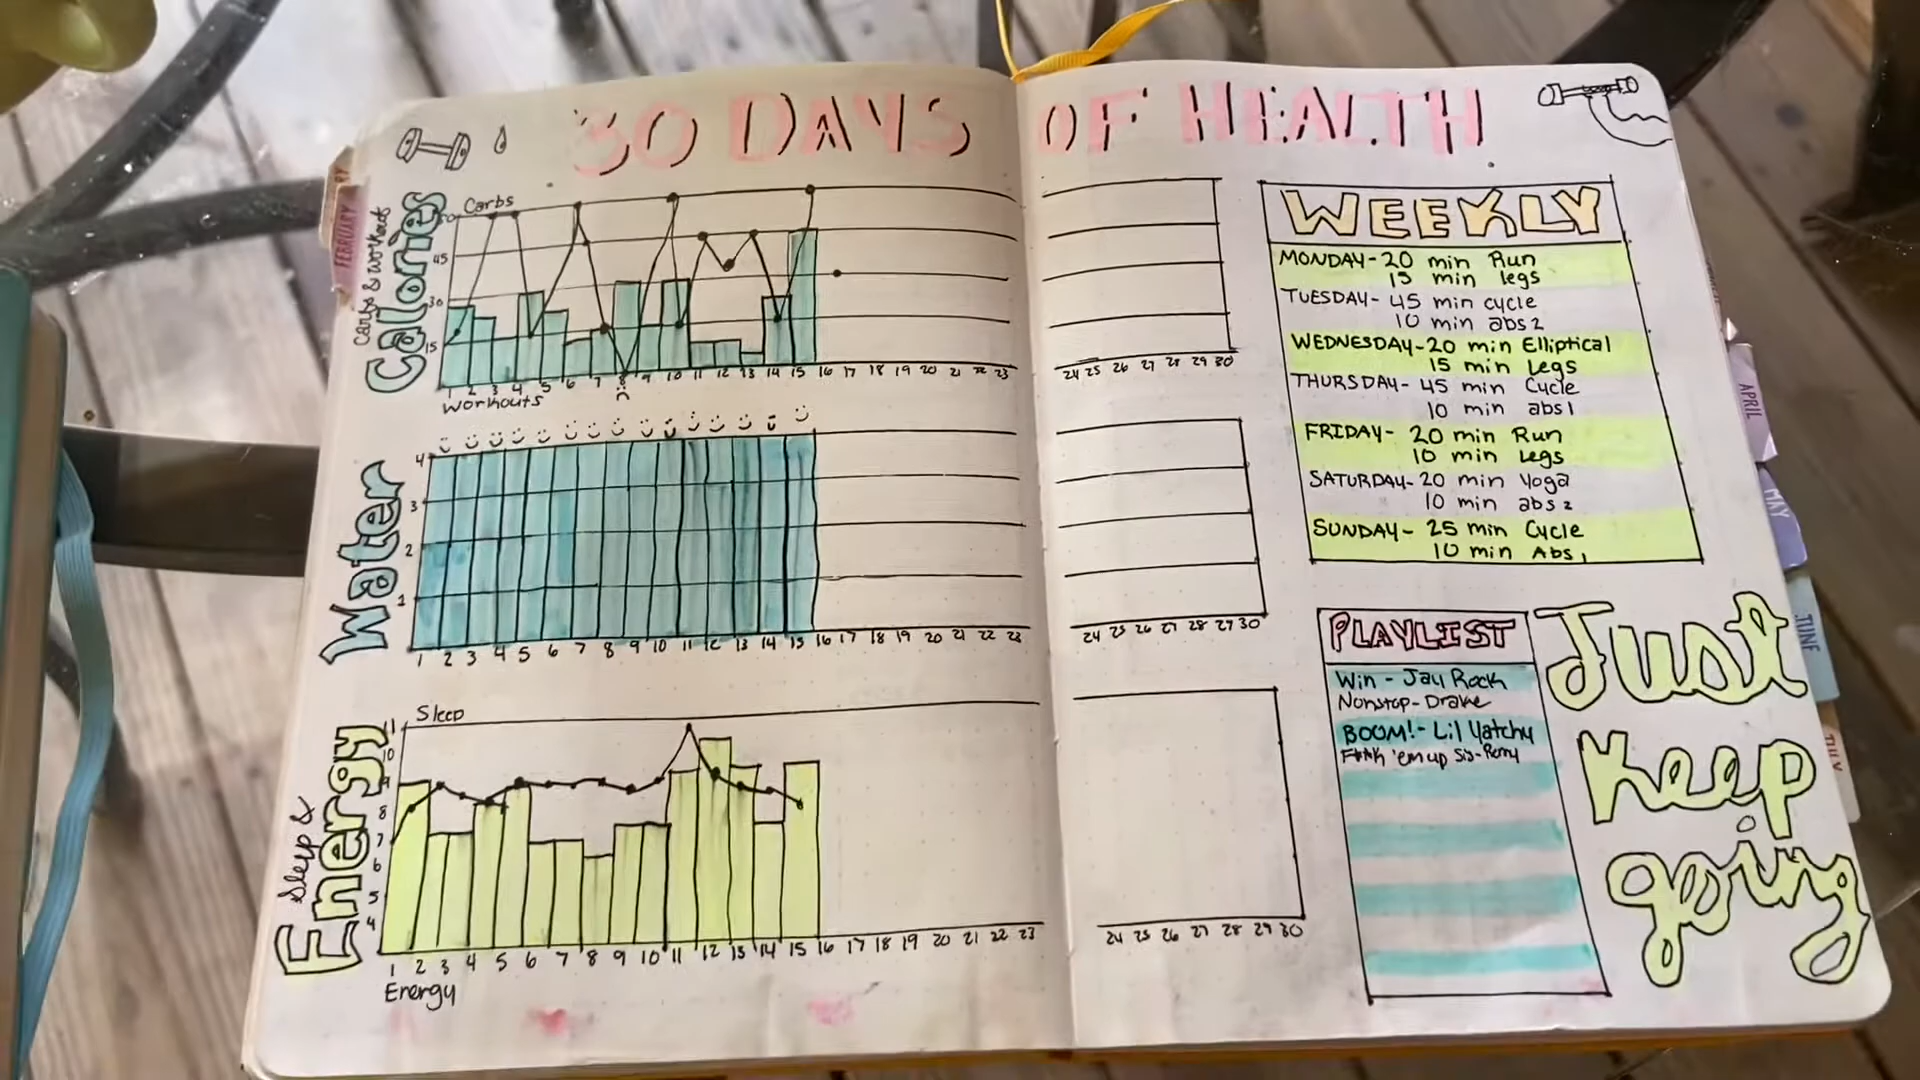 30 DAYS OF HEALTH
FEBRUARY
Calories
Carbs & workout
Carbs
45
30
15
1 2 3 4 5 6 7 8 9 10 11 12 13 14 15 16 17 18 19 20 21 22 23
24 25 26 27 28 29 30
Workouts
Water
4
3
2
1
1 2 3 4 5 6 7 8 9 10 11 12 13 14 15 16 17 18 19 20 21 22 23
24 25 26 27 28 29 30
Sleep & Energy
Sleep
11
10
9
8
7
6
5
4
1 2 3 4 5 6 7 8 9 10 11 12 13 14 15 16 17 18 19 20 21 22 23
24 25 26 27 28 29 30
Energy
WEEKLY
MONDAY- 20 min Run
15 min legs
TUESDAY- 45 min cycle
10 min abs 2
WEDNESDAY- 20 min Elliptical
15 min Legs
THURSDAY- 45 min Cycle
10 min abs 1
FRIDAY- 20 min Run
10 min Legs
SATURDAY- 20 min Yoga
10 min abs 2
SUNDAY- 25 min Cycle
10 min Abs 1
PLAYLIST
Win - Jay Rock
Nonstop- Drake
BOOM!- Lil Yatchy
F**k 'em up Sis-Perry
Just
Keep
going
APRIL
MAY
JUNE